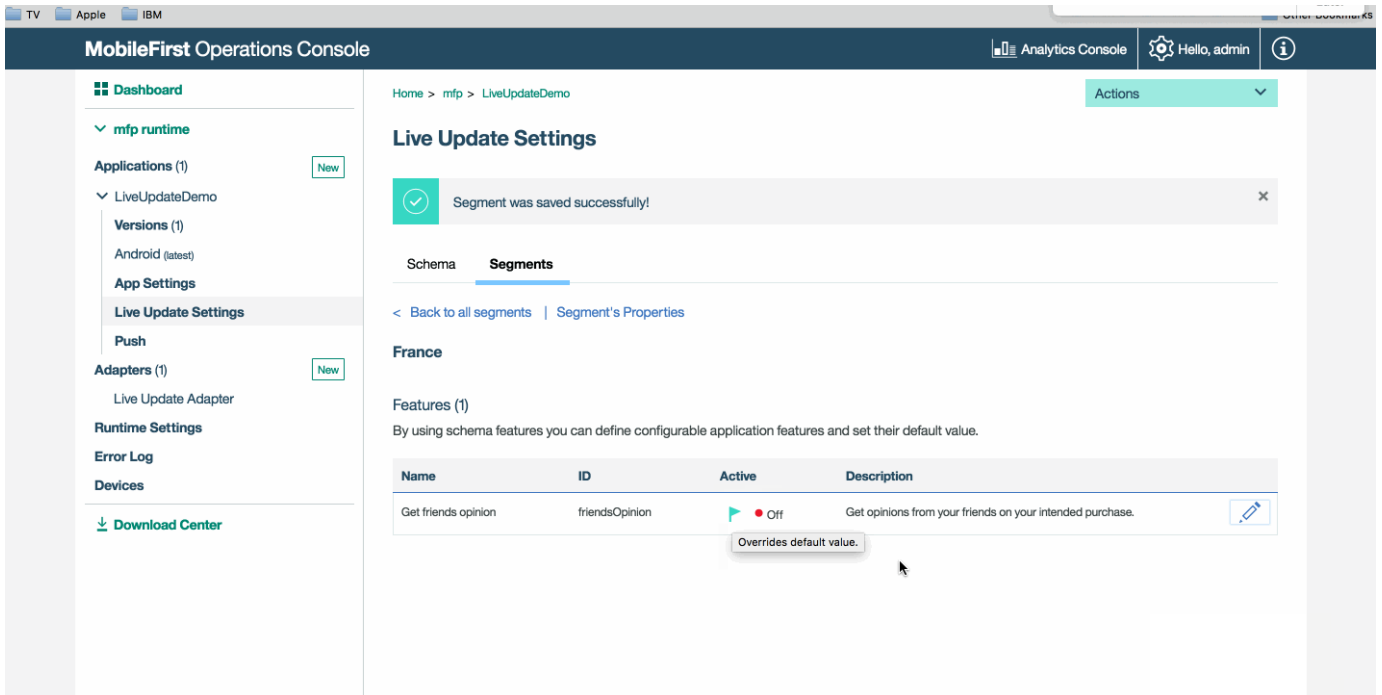 TV Apple IBM
Other Bookmarks
MobileFirst Operations Console
Analytics Console
Hello, admin
Dashboard
Home > mfp > LiveUpdateDemo
Actions
mfp runtime
Live Update Settings
Applications (1) New
LiveUpdateDemo
Segment was saved successfully!
Versions (1)
Android (latest)
Schema Segments
App Settings
Live Update Settings
< Back to all segments | Segment's Properties
Push
France
Adapters (1) New
Live Update Adapter
Features (1)
Runtime Settings
By using schema features you can define configurable application features and set their default value.
Error Log
Name ID Active Description
Devices
Get friends opinion friendsOpinion Off Get opinions from your friends on your intended purchase.
Download Center
Overrides default value.